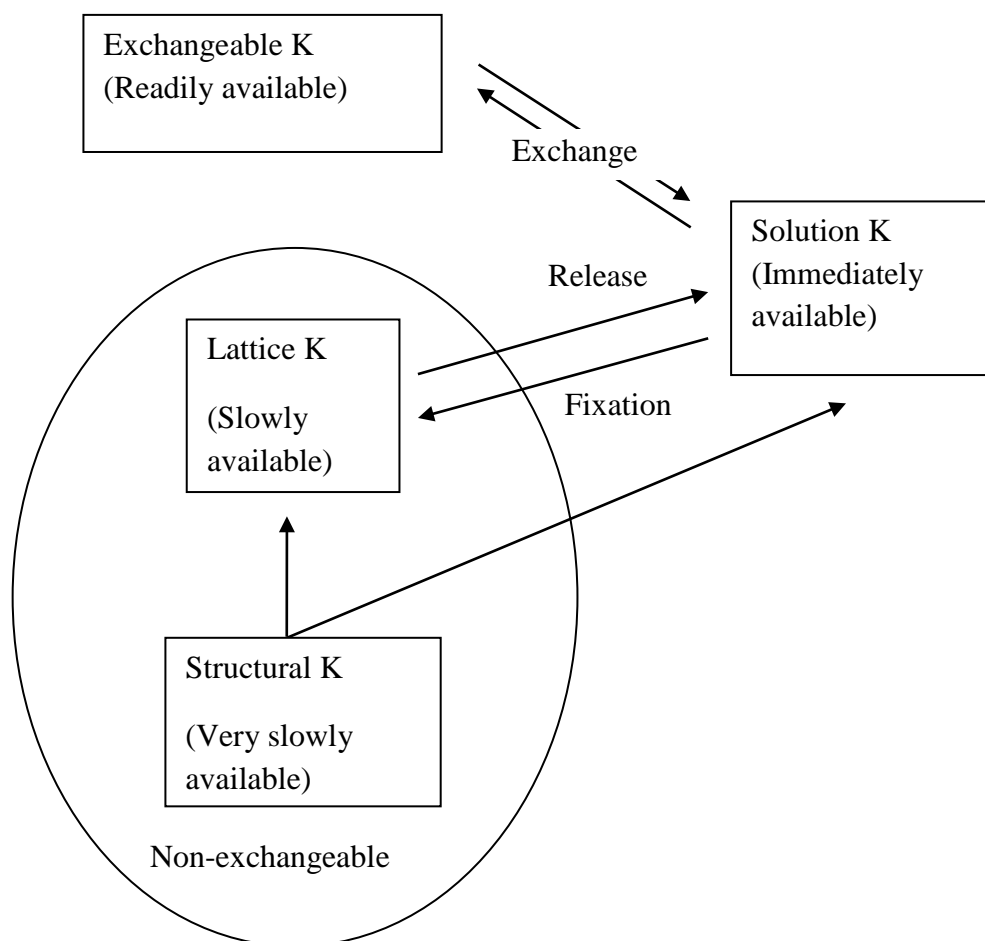 Exchangeable K
(Readily available)
Exchange
Solution K
(Immediately
available)
Release
Lattice K
(Slowly
available)
Fixation
Structural K
(Very slowly
available)
Non-exchangeable